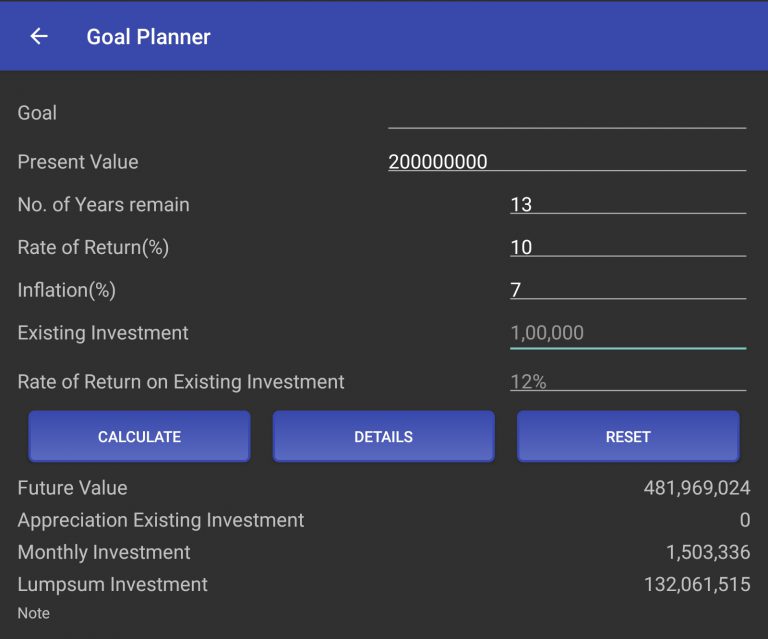 Goal Planner
Goal
Present Value 200000000
No. of Years remain 13
Rate of Return(%) 10
Inflation(%) 7
Existing Investment 1,00,000
Rate of Return on Existing Investment 12%
CALCULATE DETAILS RESET
Future Value 481,969,024
Appreciation Existing Investment 0
Monthly Investment 1,503,336
Lumpsum Investment 132,061,515
Note